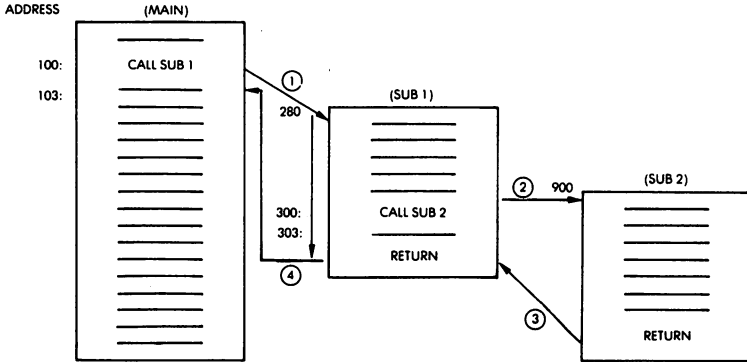 ADDRESS
(MAIN)
100:
CALL SUB 1
103:
1
280
(SUB 1)
2
900
(SUB 2)
300:
CALL SUB 2
303:
RETURN
4
3
RETURN